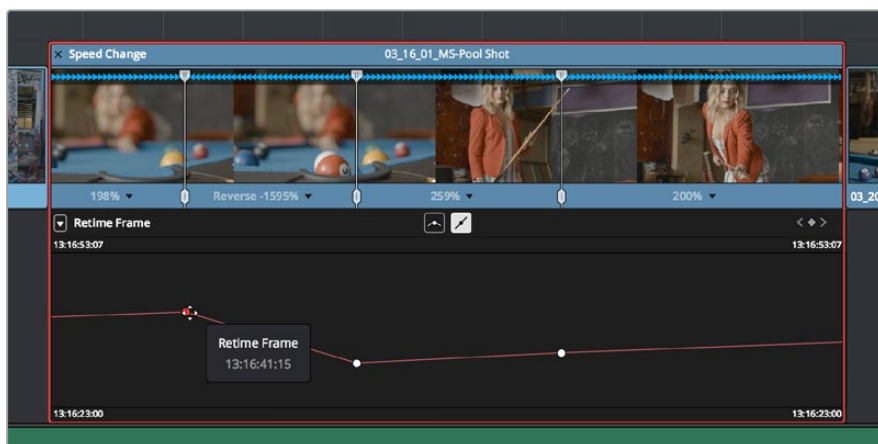 × Speed Change
03_16_01_MS-Pool Shot
198%
Reverse -1595%
259%
200%
03_20
Retime Frame
13:16:53:07
13:16:53:07
Retime Frame
13:16:41:15
13:16:23:00
13:16:23:00